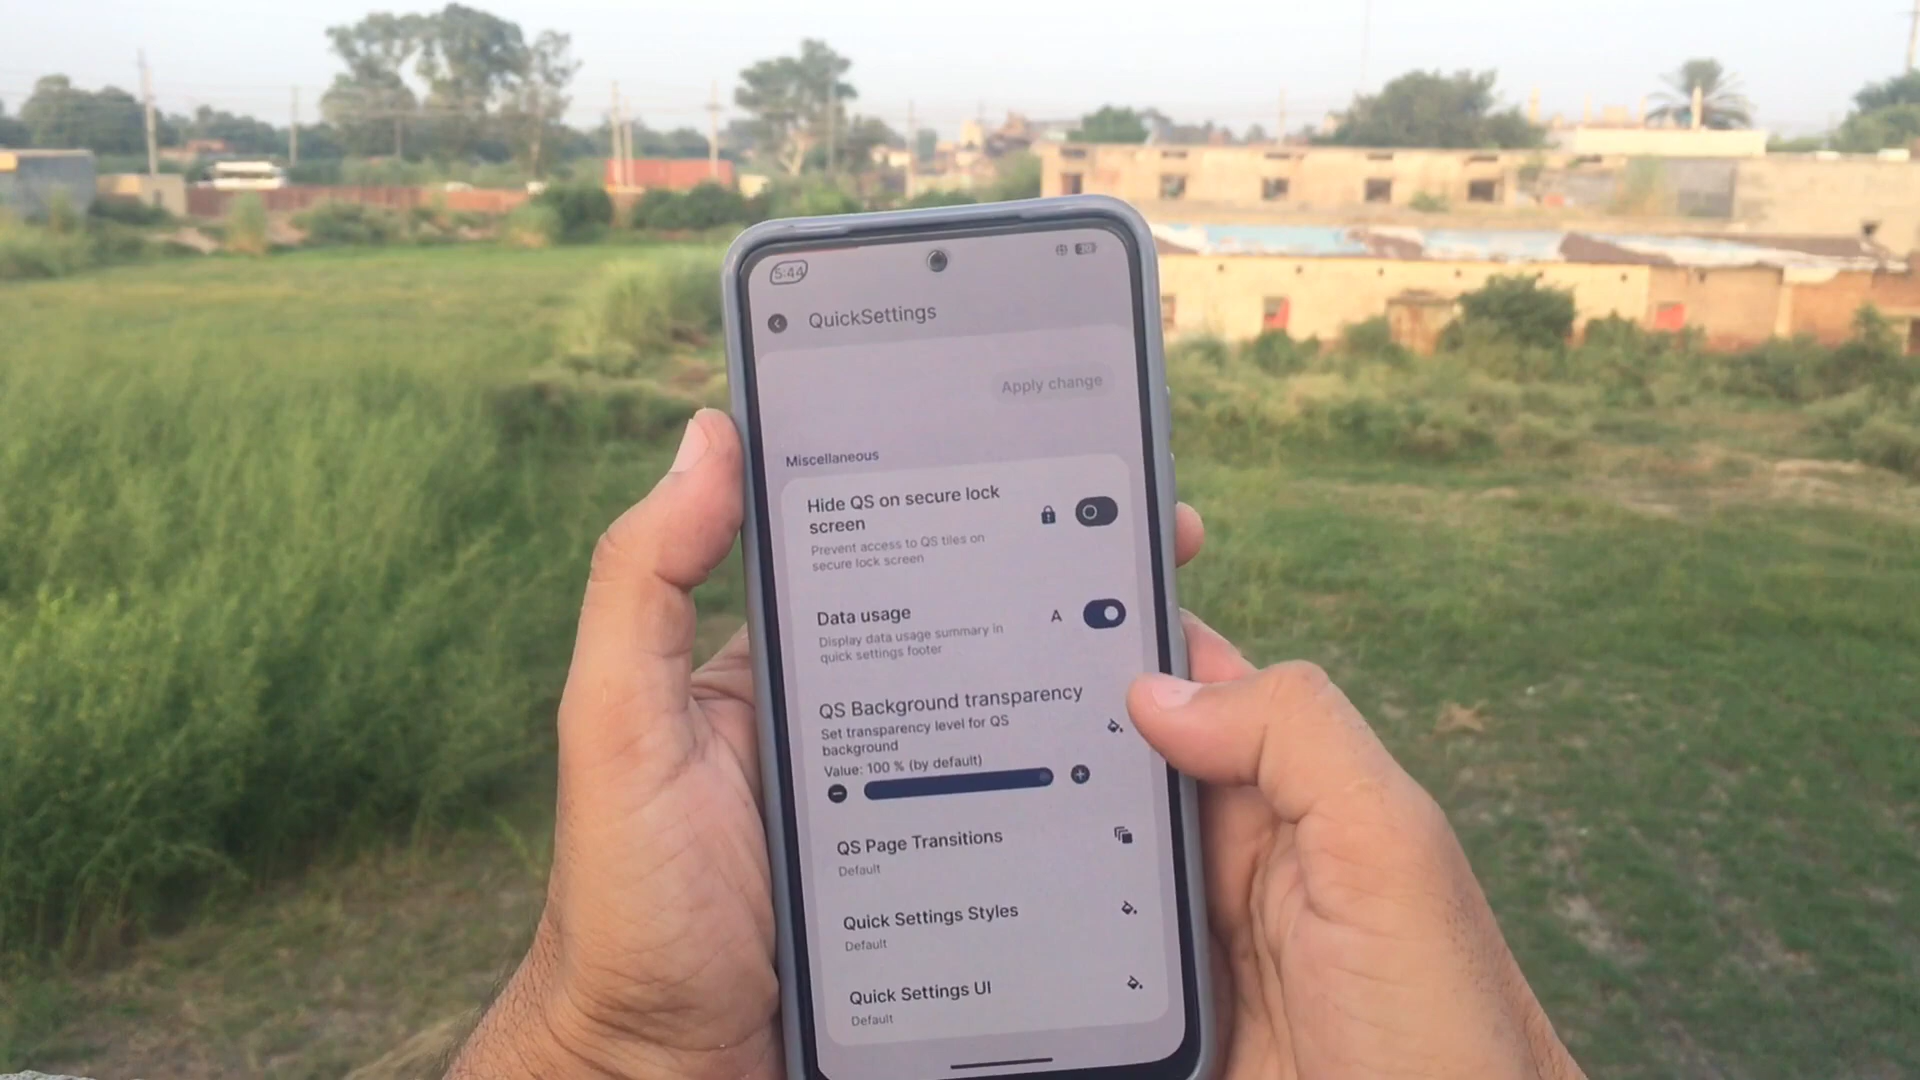 5:44
QuickSettings
Apply change
Miscellaneous
Hide QS on secure lock
screen
Prevent access to QS tiles on
secure lock screen
Data usage
A
Display data usage summary in
quick settings footer
QS Background transparency
Set transparency level for QS
background
Value: 100 % (by default)
QS Page Transitions
Default
Quick Settings Styles
Default
Quick Settings UI
Default